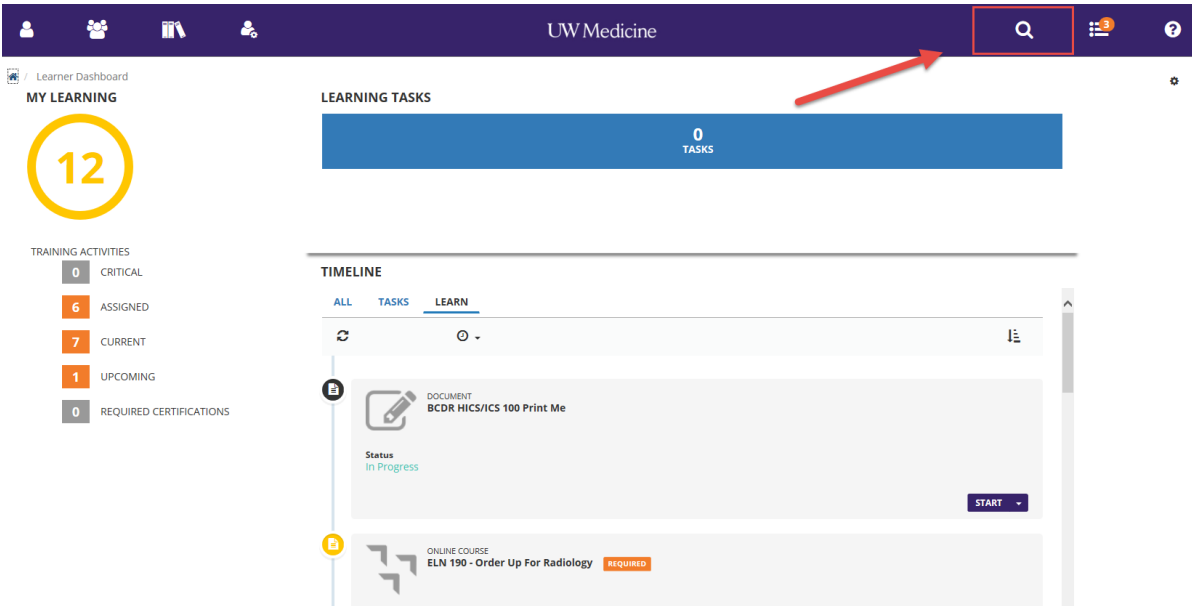 UW Medicine
3
/ Learner Dashboard
MY LEARNING
12
TRAINING ACTIVITIES
0 CRITICAL
6 ASSIGNED
7 CURRENT
1 UPCOMING
0 REQUIRED CERTIFICATIONS
LEARNING TASKS
0
TASKS
TIMELINE
ALL TASKS LEARN
DOCUMENT
BCDR HICS/ICS 100 Print Me
Status
In Progress
START
ONLINE COURSE
ELN 190 - Order Up For Radiology REQUIRED